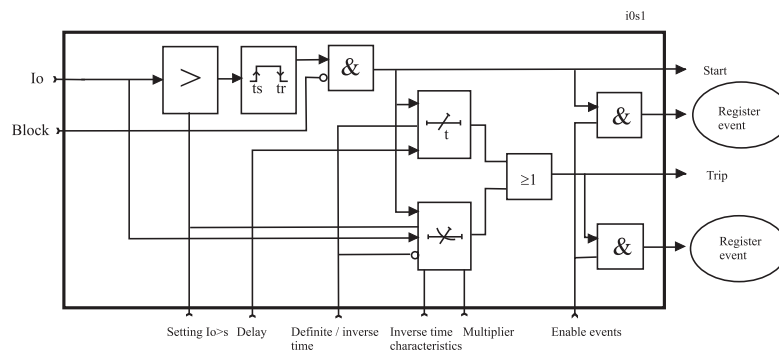 i0s1
Io
>
ts tr
&
Start
Block
t
&
Register
event
≥1
Trip
&
Register
event
Setting Io>s
Delay
Definite / inverse
time
Inverse time
characteristics
Multiplier
Enable events